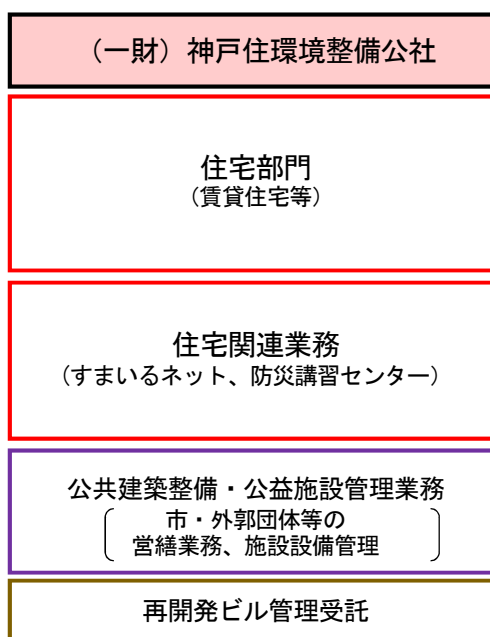 （一財）神戸住環境整備公社
住宅部門
（賃貸住宅等）
住宅関連業務
（すまいるネット、防災講習センター）
公共建築整備・公益施設管理業務
市・外郭団体等の
営繕業務、施設設備管理
再開発ビル管理受託